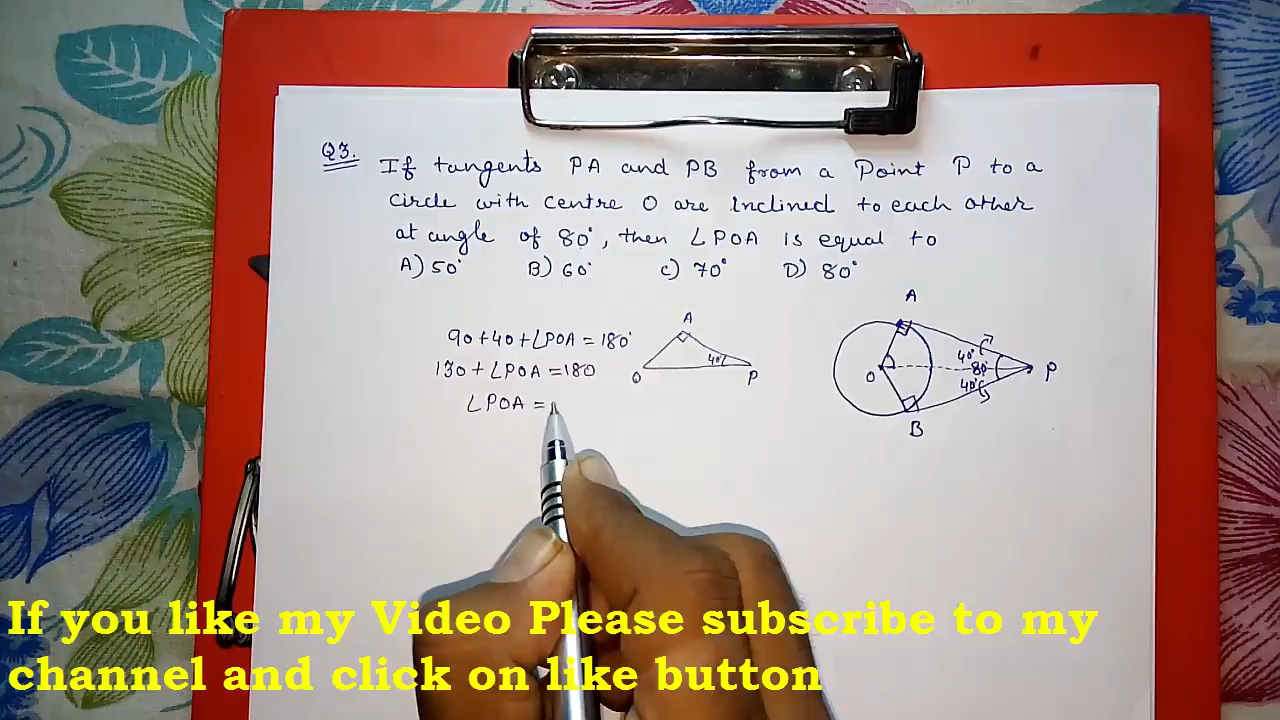 Q3. If tangents PA and PB from a Point P to a
circle with centre O are Inclined to each other
at angle of 80°, then ∠POA is equal to
A) 50° B) 60° C) 70° D) 80°
90+40+∠POA = 180°
130 + ∠POA = 180
∠POA =
A
O
P
40°
A
O
B
P
40°
80°
40°
If you like my Video Please subscribe to my
channel and click on like button